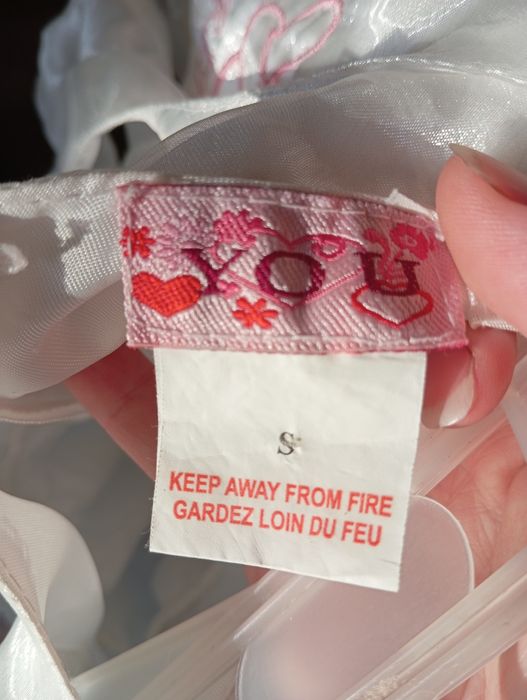 YOU
S
KEEP AWAY FROM FIRE
GARDEZ LOIN DU FEU